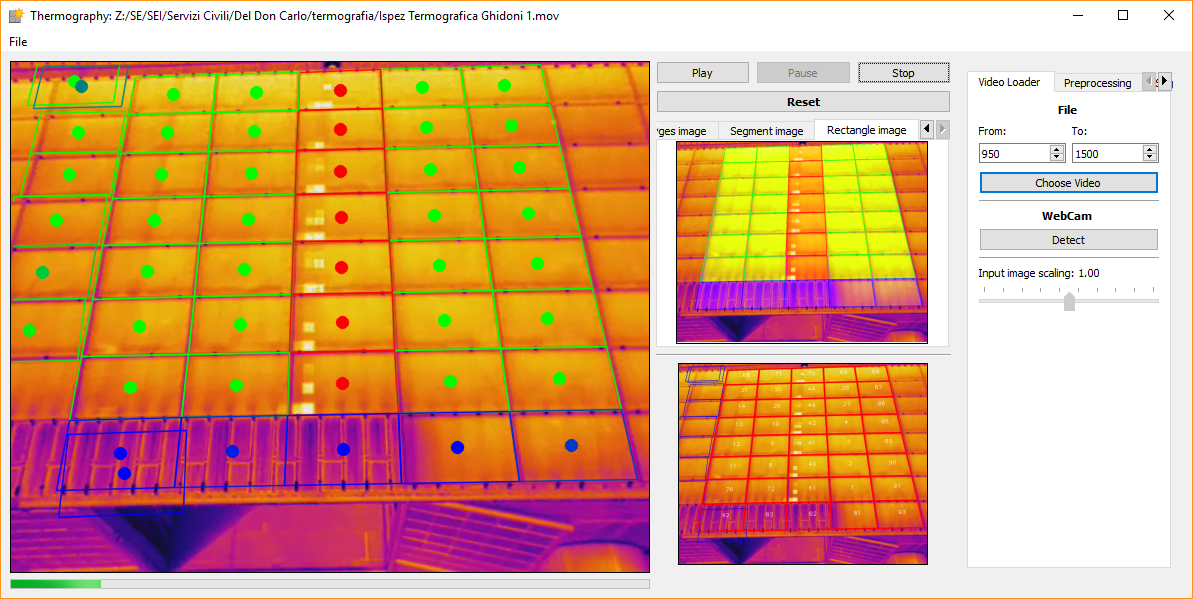 Thermography: Z:/SE/SEI/Servizi Civili/Del Don Carlo/termografia/Ispez Termografica Ghidoni 1.mov
File
Play Pause Stop
Reset
ges image Segment image Rectangle image
Video Loader Preprocessing
File
From: To:
950 1500
Choose Video
WebCam
Detect
Input image scaling: 1.00